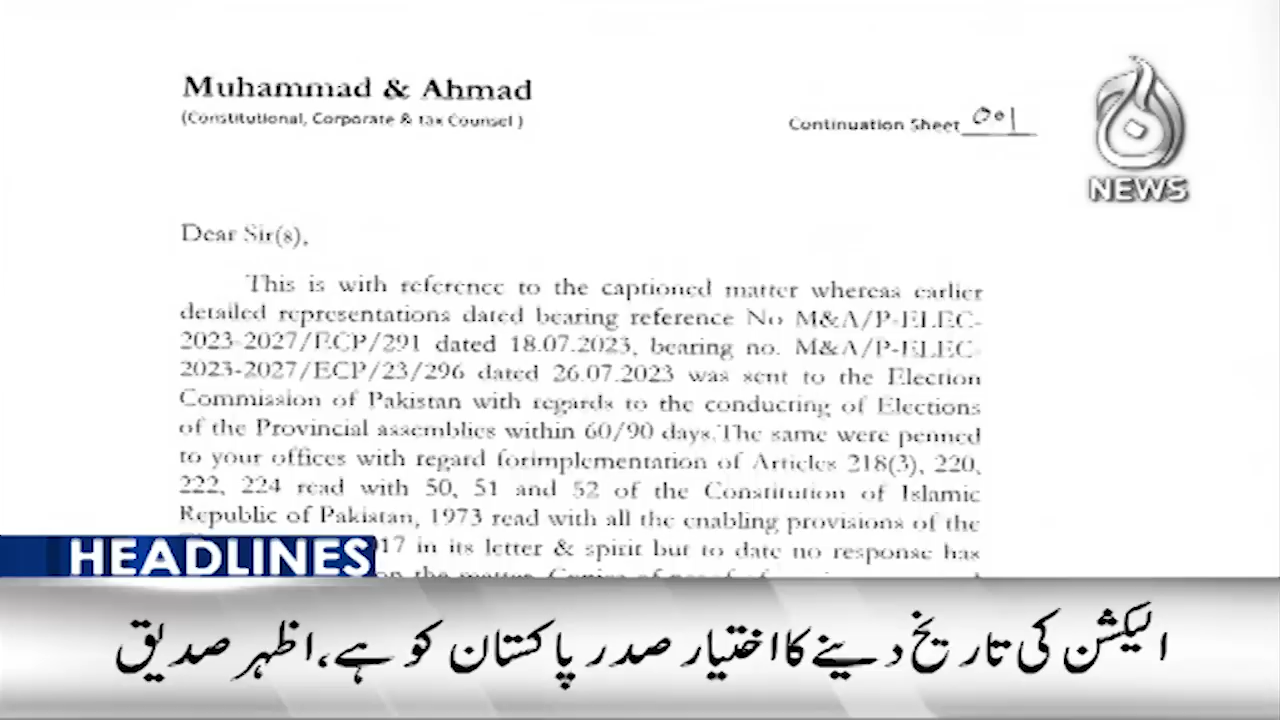 Muhammad & Ahmad
(Constitutional, Corporate & tax Counsel)
Continuation Sheet 001
NEWS
Dear Sir(s),
This is with reference to the captioned matter whereas earlier
detailed representations dated bearing reference No M&A/P-ELEC-
2023-2027/ECP/291 dated 18.07.2023, bearing no. M&A/P-ELEC-
2023-2027/ECP/23/296 dated 26.07.2023 was sent to the Election
Commission of Pakistan with regards to the conducting of Elections
of the Provincial assemblies within 60/90 days.The same were penned
to your offices with regard forimplementation of Articles 218(3), 220,
222, 224 read with 50, 51 and 52 of the Constitution of Islamic
Republic of Pakistan, 1973 read with all the enabling provisions of the
17 in its letter & spirit but to date no response has
on the matter.
HEADLINES
الیکشن کی تاریخ دینے کا اختیار صدر پاکستان کو ہے، اظہر صدیق